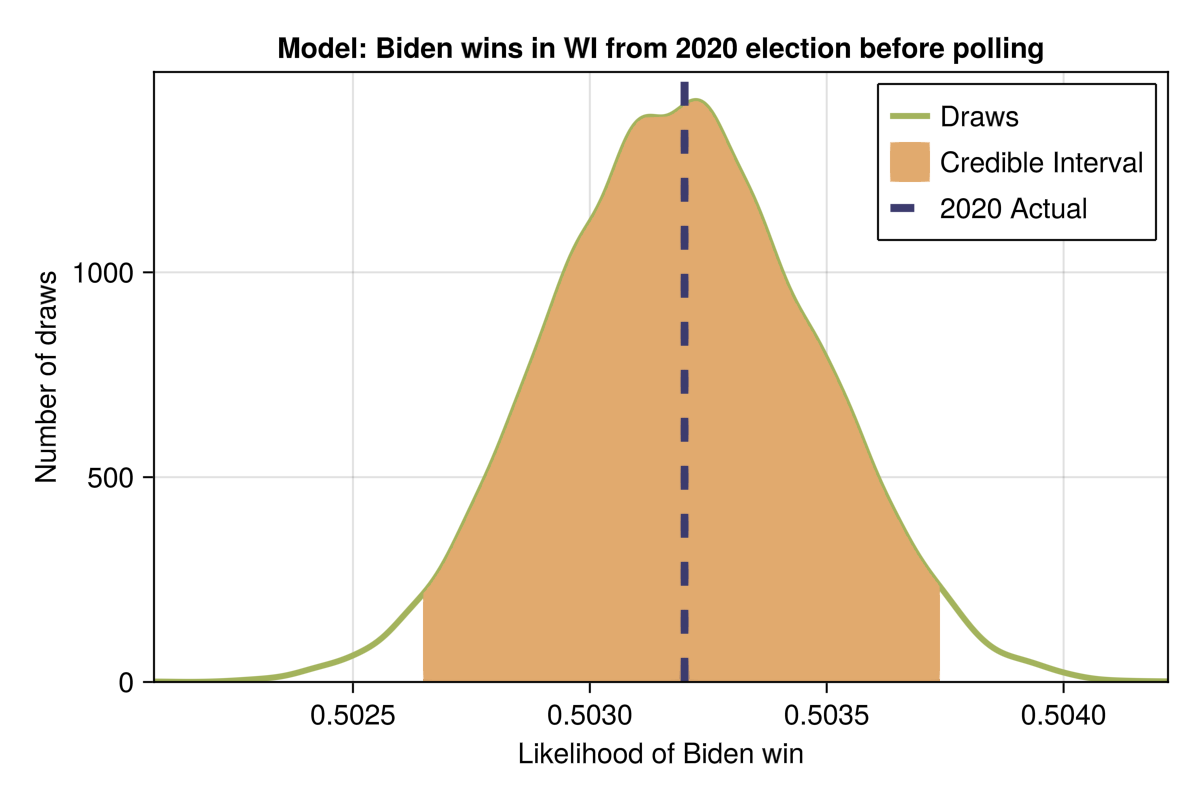 Model: Biden wins in WI from 2020 election before polling
Draws
Credible Interval
2020 Actual
Number of draws
1000
500
0
0.5025
0.5030
0.5035
0.5040
Likelihood of Biden win